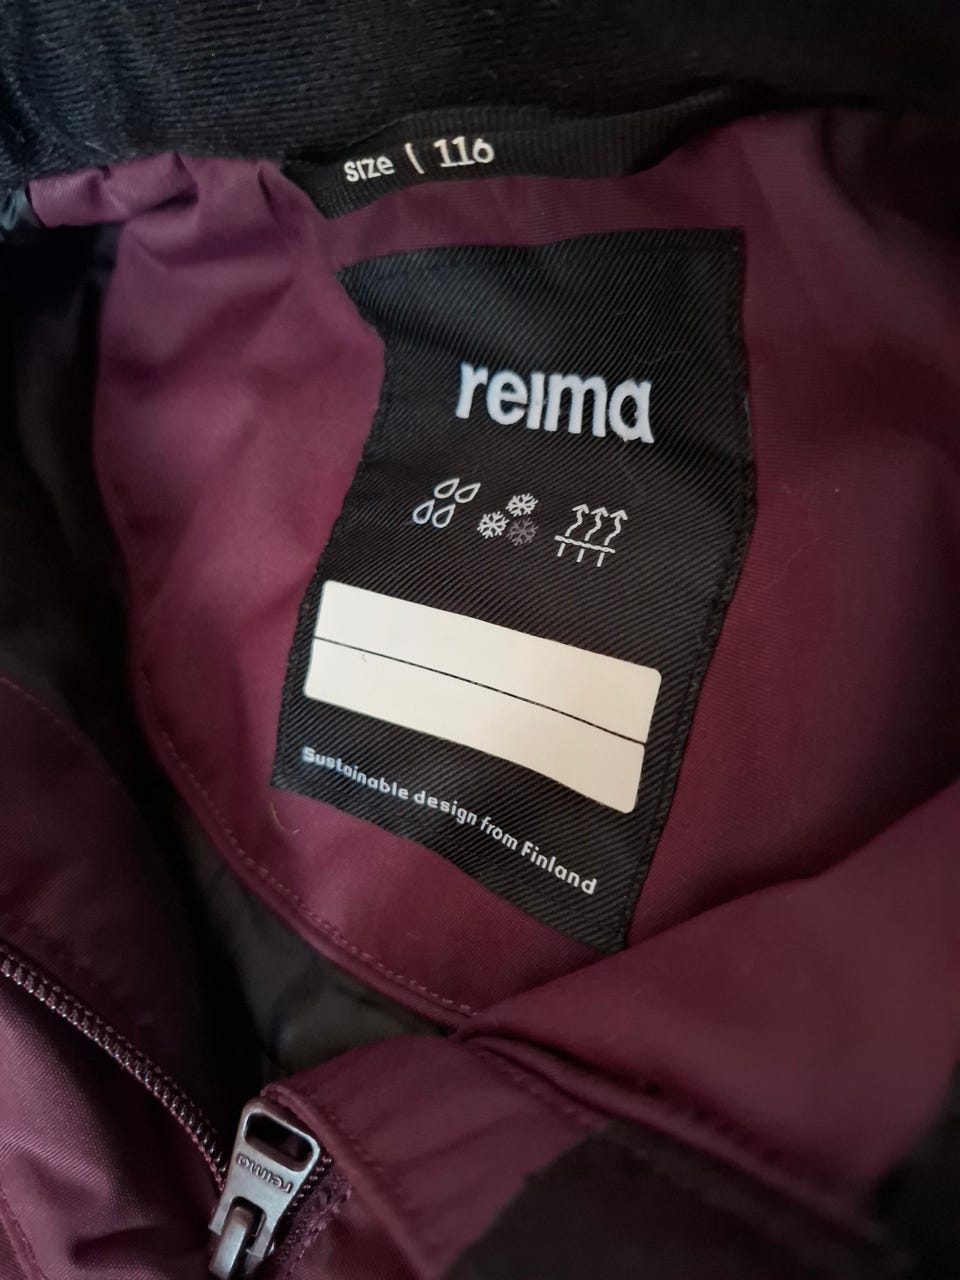 size | 116
reima
Sustainable design from Finland
reima